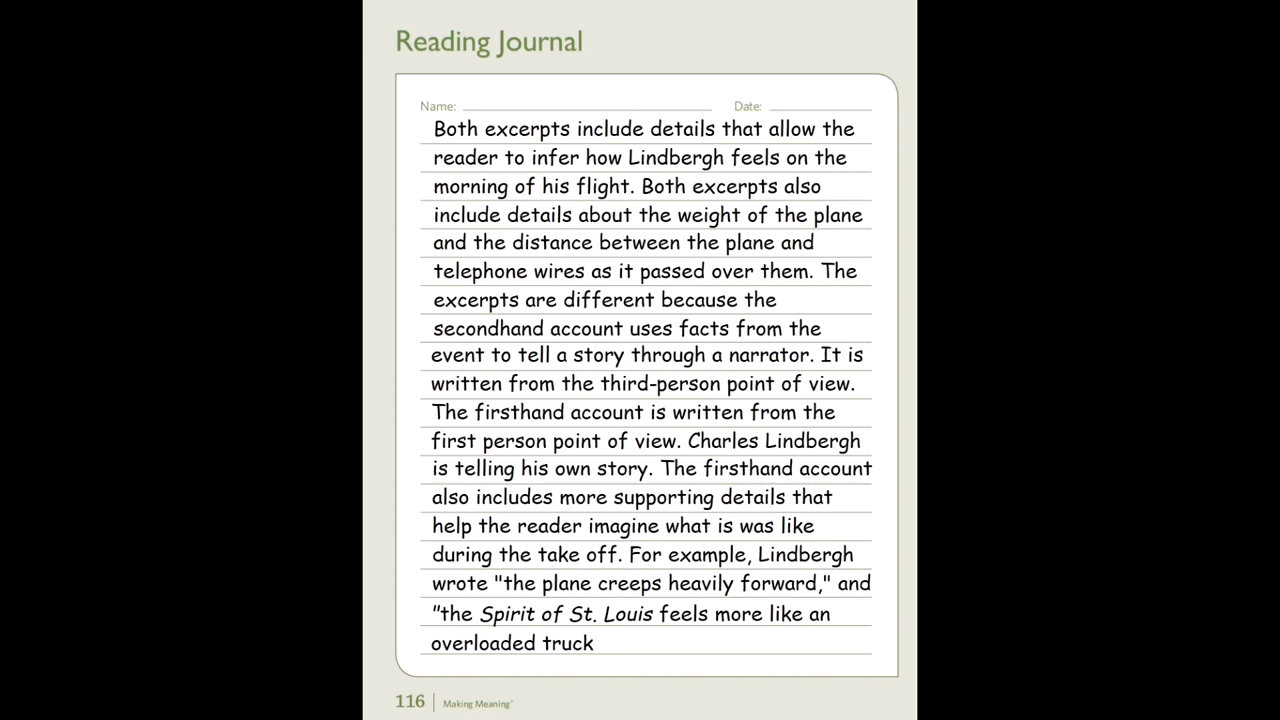 Reading Journal
Name: Date:
Both excerpts include details that allow the
reader to infer how Lindbergh feels on the
morning of his flight. Both excerpts also
include details about the weight of the plane
and the distance between the plane and
telephone wires as it passed over them. The
excerpts are different because the
secondhand account uses facts from the
event to tell a story through a narrator. It is
written from the third-person point of view.
The firsthand account is written from the
first person point of view. Charles Lindbergh
is telling his own story. The firsthand account
also includes more supporting details that
help the reader imagine what is was like
during the take off. For example, Lindbergh
wrote "the plane creeps heavily forward," and
"the Spirit of St. Louis feels more like an
overloaded truck
116 | Making Meaning®